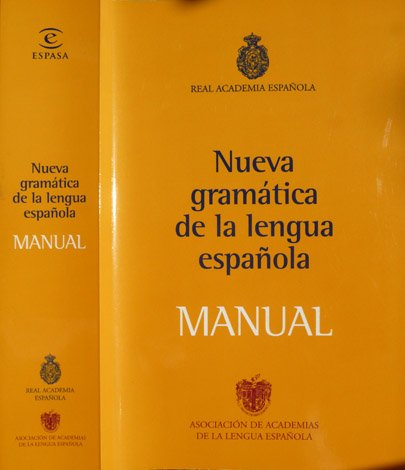 ESPASA
Nueva
gramática
de la lengua
española
MANUAL
REAL ACADEMIA
ESPAÑOLA
ASOCIACIÓN DE ACADEMIAS
DE LA LENGUA ESPAÑOLA
REAL ACADEMIA ESPAÑOLA
Nueva
gramática
de la lengua
española
MANUAL
ASOCIACIÓN DE ACADEMIAS
DE LA LENGUA ESPAÑOLA